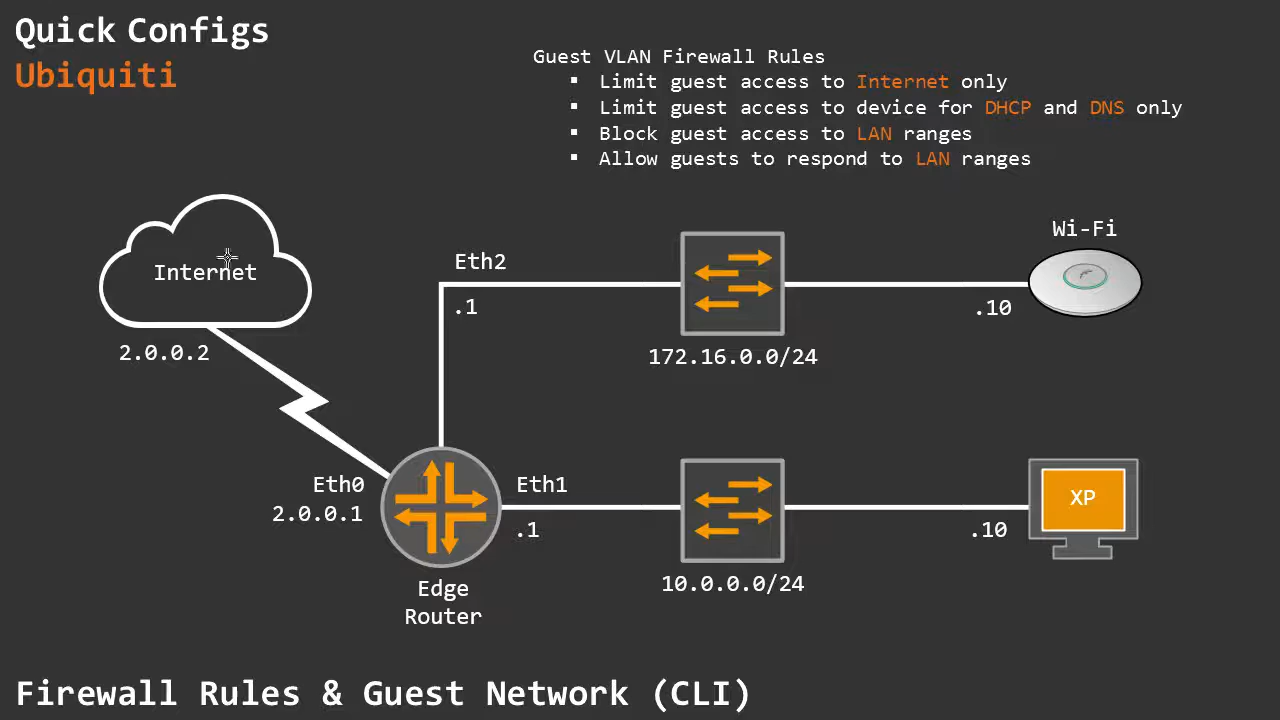 Quick Configs
Ubiquiti
Guest VLAN Firewall Rules
▪ Limit guest access to Internet only
▪ Limit guest access to device for DHCP and DNS only
▪ Block guest access to LAN ranges
▪ Allow guests to respond to LAN ranges
Internet
2.0.0.2
Eth2
.1
172.16.0.0/24
Wi-Fi
.10
Eth0
2.0.0.1
Edge
Router
Eth1
.1
10.0.0.0/24
XP
.10
Firewall Rules & Guest Network (CLI)